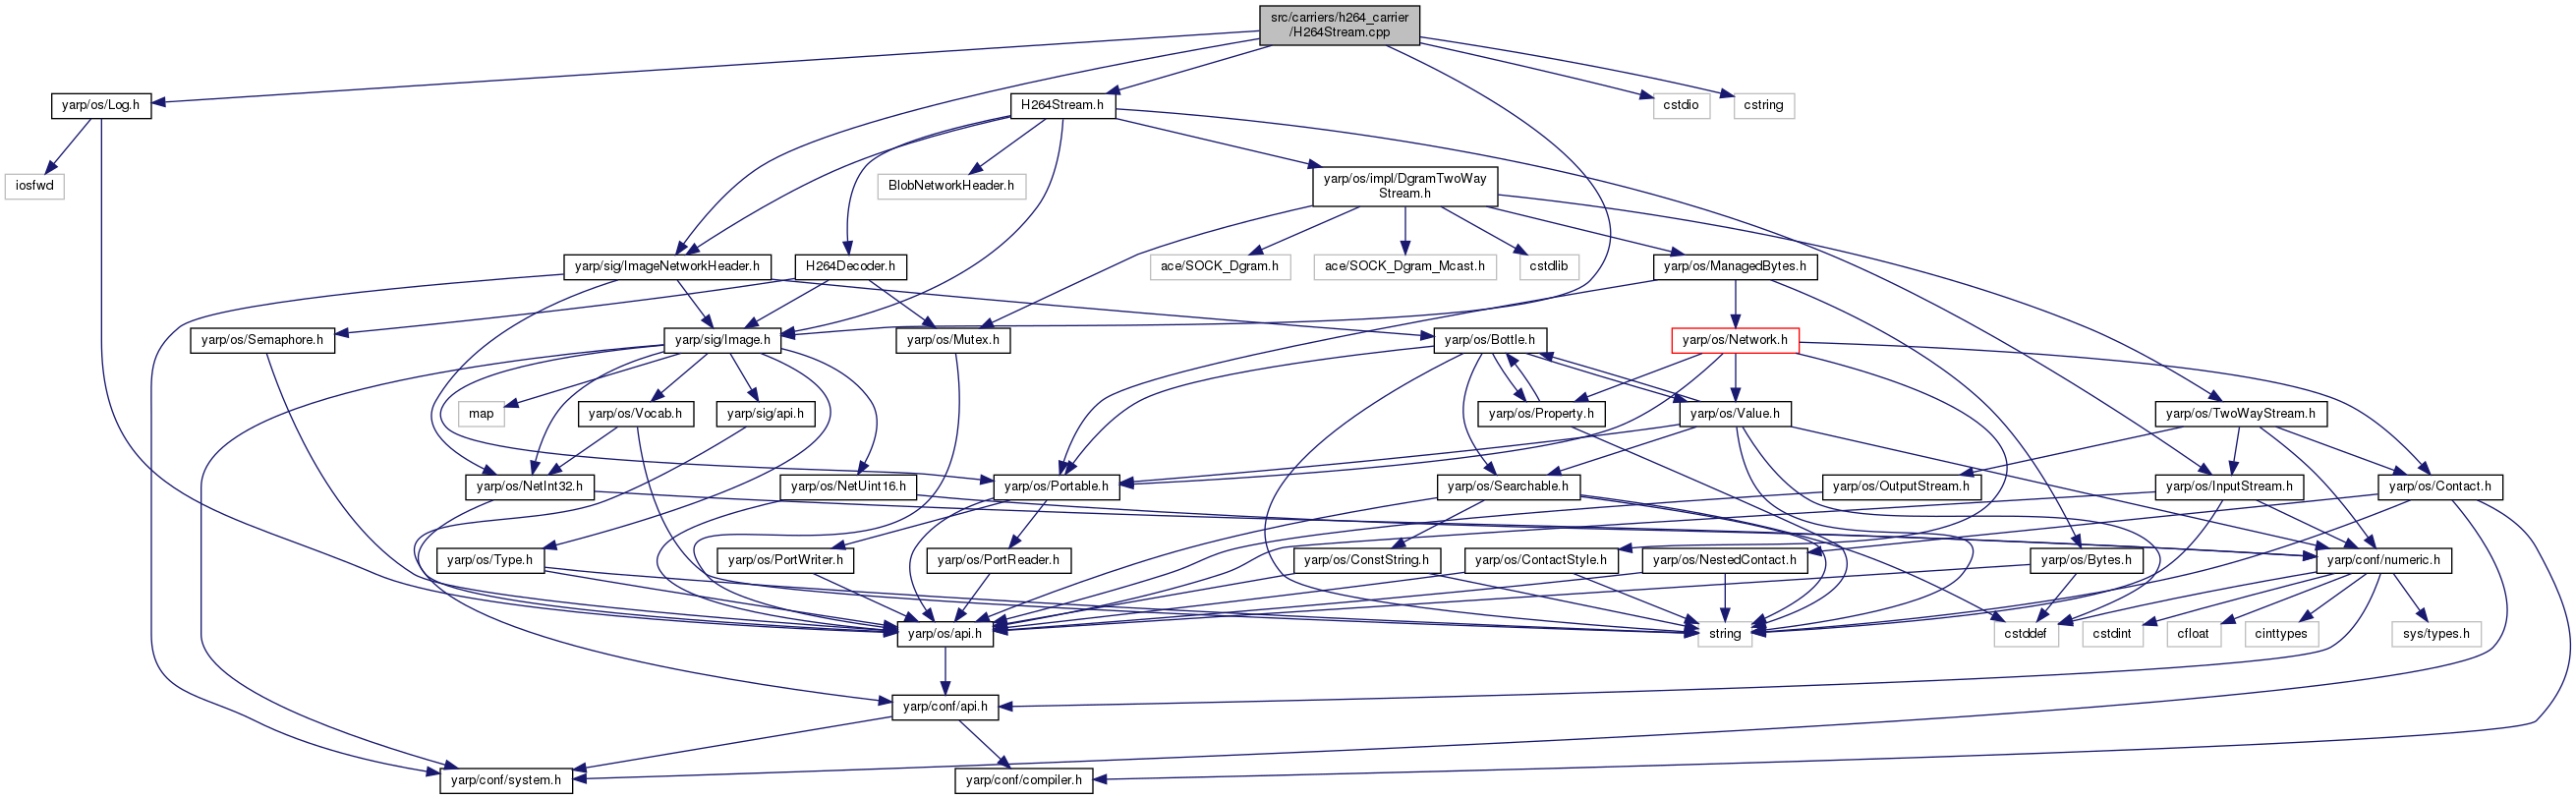 src/carriers/h264_carrier
/H264Stream.cpp
yarp/os/Log.h
H264Stream.h
cstdio
cstring
iosfwd
BlobNetworkHeader.h
yarp/os/impl/DgramTwoWay
Stream.h
yarp/sig/ImageNetworkHeader.h
H264Decoder.h
ace/SOCK_Dgram.h
ace/SOCK_Dgram_Mcast.h
cstdlib
yarp/os/ManagedBytes.h
yarp/os/Semaphore.h
yarp/sig/Image.h
yarp/os/Mutex.h
yarp/os/Bottle.h
yarp/os/Network.h
map
yarp/os/Vocab.h
yarp/sig/api.h
yarp/os/Property.h
yarp/os/Value.h
yarp/os/TwoWayStream.h
yarp/os/NetInt32.h
yarp/os/NetUint16.h
yarp/os/Portable.h
yarp/os/Searchable.h
yarp/os/OutputStream.h
yarp/os/InputStream.h
yarp/os/Contact.h
yarp/os/Type.h
yarp/os/PortWriter.h
yarp/os/PortReader.h
yarp/os/ConstString.h
yarp/os/ContactStyle.h
yarp/os/NestedContact.h
yarp/os/Bytes.h
yarp/conf/numeric.h
yarp/os/api.h
string
cstddef
cstdint
cfloat
cinttypes
sys/types.h
yarp/conf/api.h
yarp/conf/system.h
yarp/conf/compiler.h